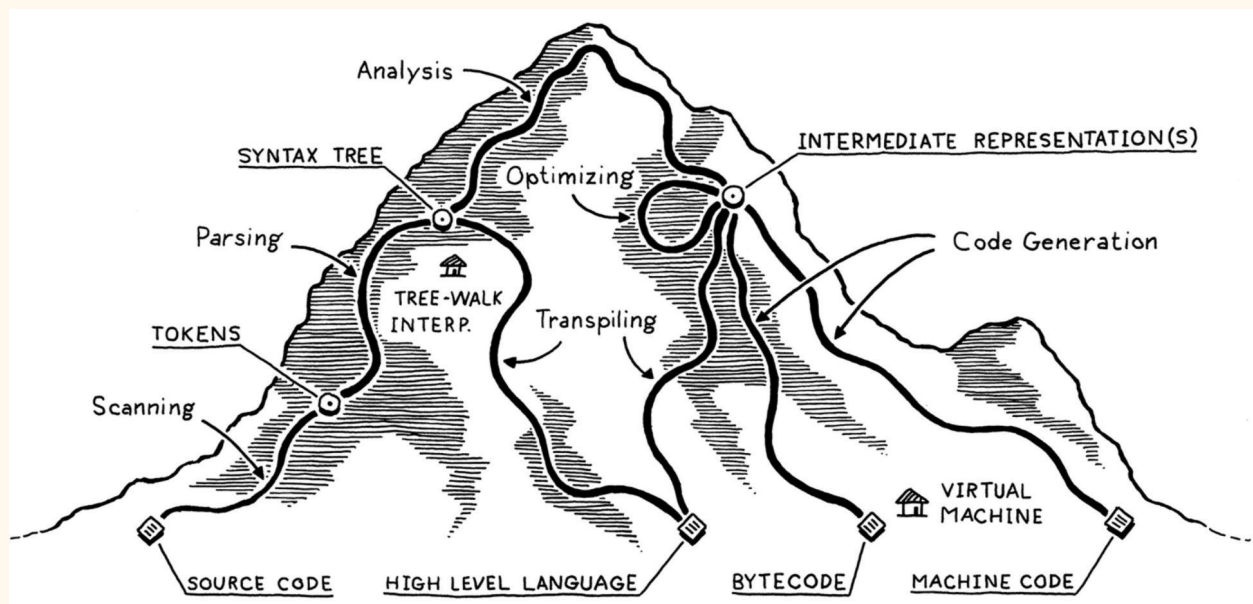 Analysis
SYNTAX TREE
INTERMEDIATE REPRESENTATION(S)
Optimizing
Parsing
Code Generation
TREE-WALK
INTERP.
Transpiling
TOKENS
Scanning
VIRTUAL
MACHINE
SOURCE CODE
HIGH LEVEL LANGUAGE
BYTECODE
MACHINE CODE